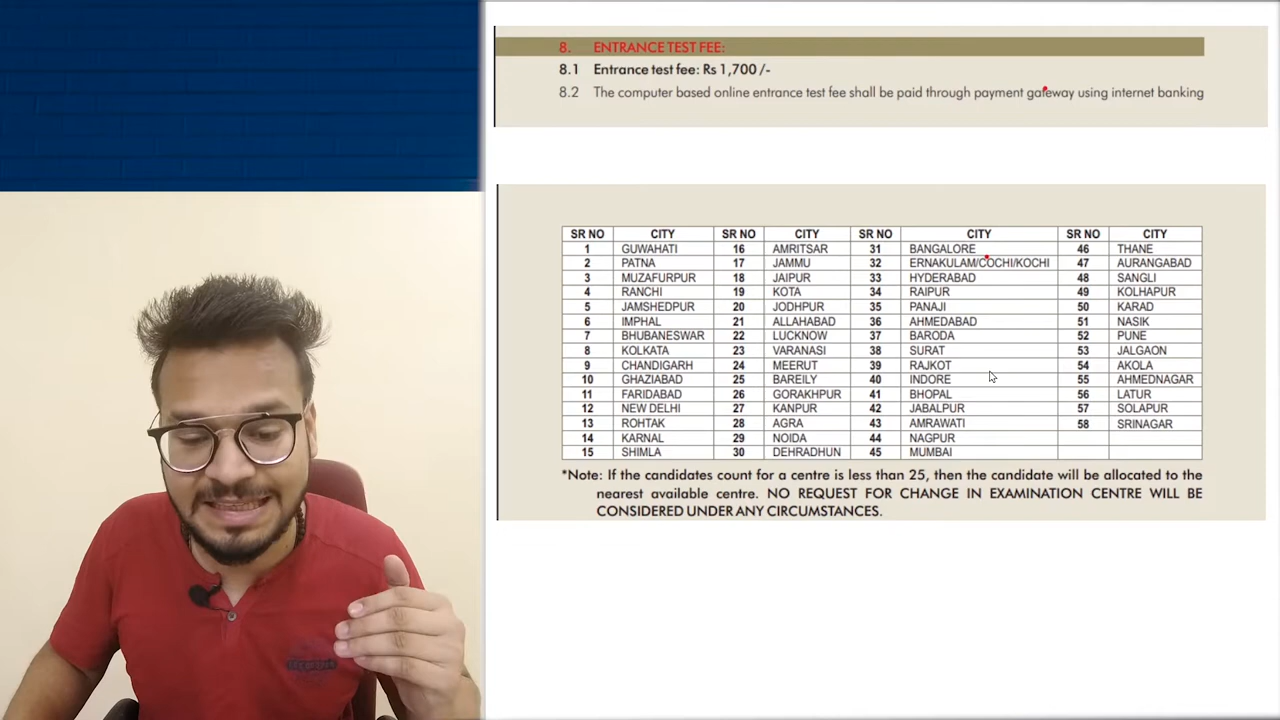 8. ENTRANCE TEST FEE:
8.1 Entrance test fee: Rs 1,700 /-
8.2 The computer based online entrance test fee shall be paid through payment gateway using internet banking
SR NO CITY SR NO CITY SR NO CITY SR NO CITY
1 GUWAHATI 16 AMRITSAR 31 BANGALORE 46 THANE
2 PATNA 17 JAMMU 32 ERNAKULAM/COCHI/KOCHI 47 AURANGABAD
3 MUZAFURPUR 18 JAIPUR 33 HYDERABAD 48 SANGLI
4 RANCHI 19 KOTA 34 RAIPUR 49 KOLHAPUR
5 JAMSHEDPUR 20 JODHPUR 35 PANAJI 50 KARAD
6 IMPHAL 21 ALLAHABAD 36 AHMEDABAD 51 NASIK
7 BHUBANESWAR 22 LUCKNOW 37 BARODA 52 PUNE
8 KOLKATA 23 VARANASI 38 SURAT 53 JALGAON
9 CHANDIGARH 24 MEERUT 39 RAJKOT 54 AKOLA
10 GHAZIABAD 25 BAREILY 40 INDORE 55 AHMEDNAGAR
11 FARIDABAD 26 GORAKHPUR 41 BHOPAL 56 LATUR
12 NEW DELHI 27 KANPUR 42 JABALPUR 57 SOLAPUR
13 ROHTAK 28 AGRA 43 AMRAWATI 58 SRINAGAR
14 KARNAL 29 NOIDA 44 NAGPUR
15 SHIMLA 30 DEHRADHUN 45 MUMBAI
*Note: If the candidates count for a centre is less than 25, then the candidate will be allocated to the
nearest available centre. NO REQUEST FOR CHANGE IN EXAMINATION CENTRE WILL BE
CONSIDERED UNDER ANY CIRCUMSTANCES.